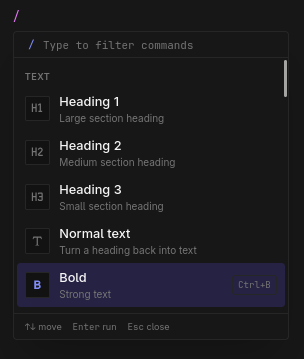 /
/ Type to filter commands
TEXT
H1 Heading 1
Large section heading
H2 Heading 2
Medium section heading
H3 Heading 3
Small section heading
T Normal text
Turn a heading back into text
B Bold Ctrl+B
Strong text
↑↓ move Enter run Esc close